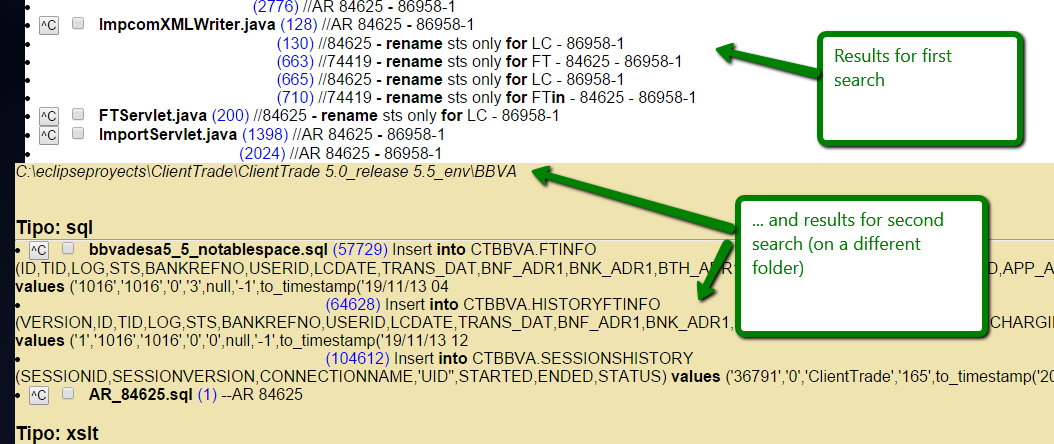 (2776) //AR 84625 - 86958-1
^C ImpcomXMLWriter.java (128) //AR 84625 - 86958-1
(130) //84625 - rename sts only for LC - 86958-1
(663) //74419 - rename sts only for FT - 84625 - 86958-1
(665) //84625 - rename sts only for LC - 86958-1
(710) //74419 - rename sts only for FTin - 84625 - 86958-1
^C FTServlet.java (200) //84625 - rename sts only for LC - 86958-1
^C ImportServlet.java (1398) //AR 84625 - 86958-1
(2024) //AR 84625 - 86958-1
Results for first
search
C:\eclipseproyects\ClientTrade\ClientTrade 5.0_release 5.5_env\BBVA
... and results for second
search (on a different
folder)
Tipo: sql
^C bbvadesa5_5_notablespace.sql (57729) Insert into CTBBVA.FTINFO
(ID,TID,LOG,STS,BANKREFNO,USERID,LCDATE,TRANS_DAT,BNF_ADR1,BNK_ADR1,BTH_ADR1 D,APP_A
values ('1016','1016','0','3',null,'-1',to_timestamp('19/11/13 04
(64628) Insert into CTBBVA.HISTORYFTINFO
(VERSION,ID,TID,LOG,STS,BANKREFNO,USERID,LCDATE,TRANS_DAT,BNF_ADR1,BNK_ADR1, CHARGI
values ('1','1016','1016','0','0',null,'-1',to_timestamp('19/11/13 12
(104612) Insert into CTBBVA.SESSIONSHISTORY
(SESSIONID,SESSIONVERSION,CONNECTIONNAME,'UID",STARTED,ENDED,STATUS) values ('36791','0','ClientTrade','165',to_timestamp('20
^C AR_84625.sql (1) --AR 84625
Tipo: xslt